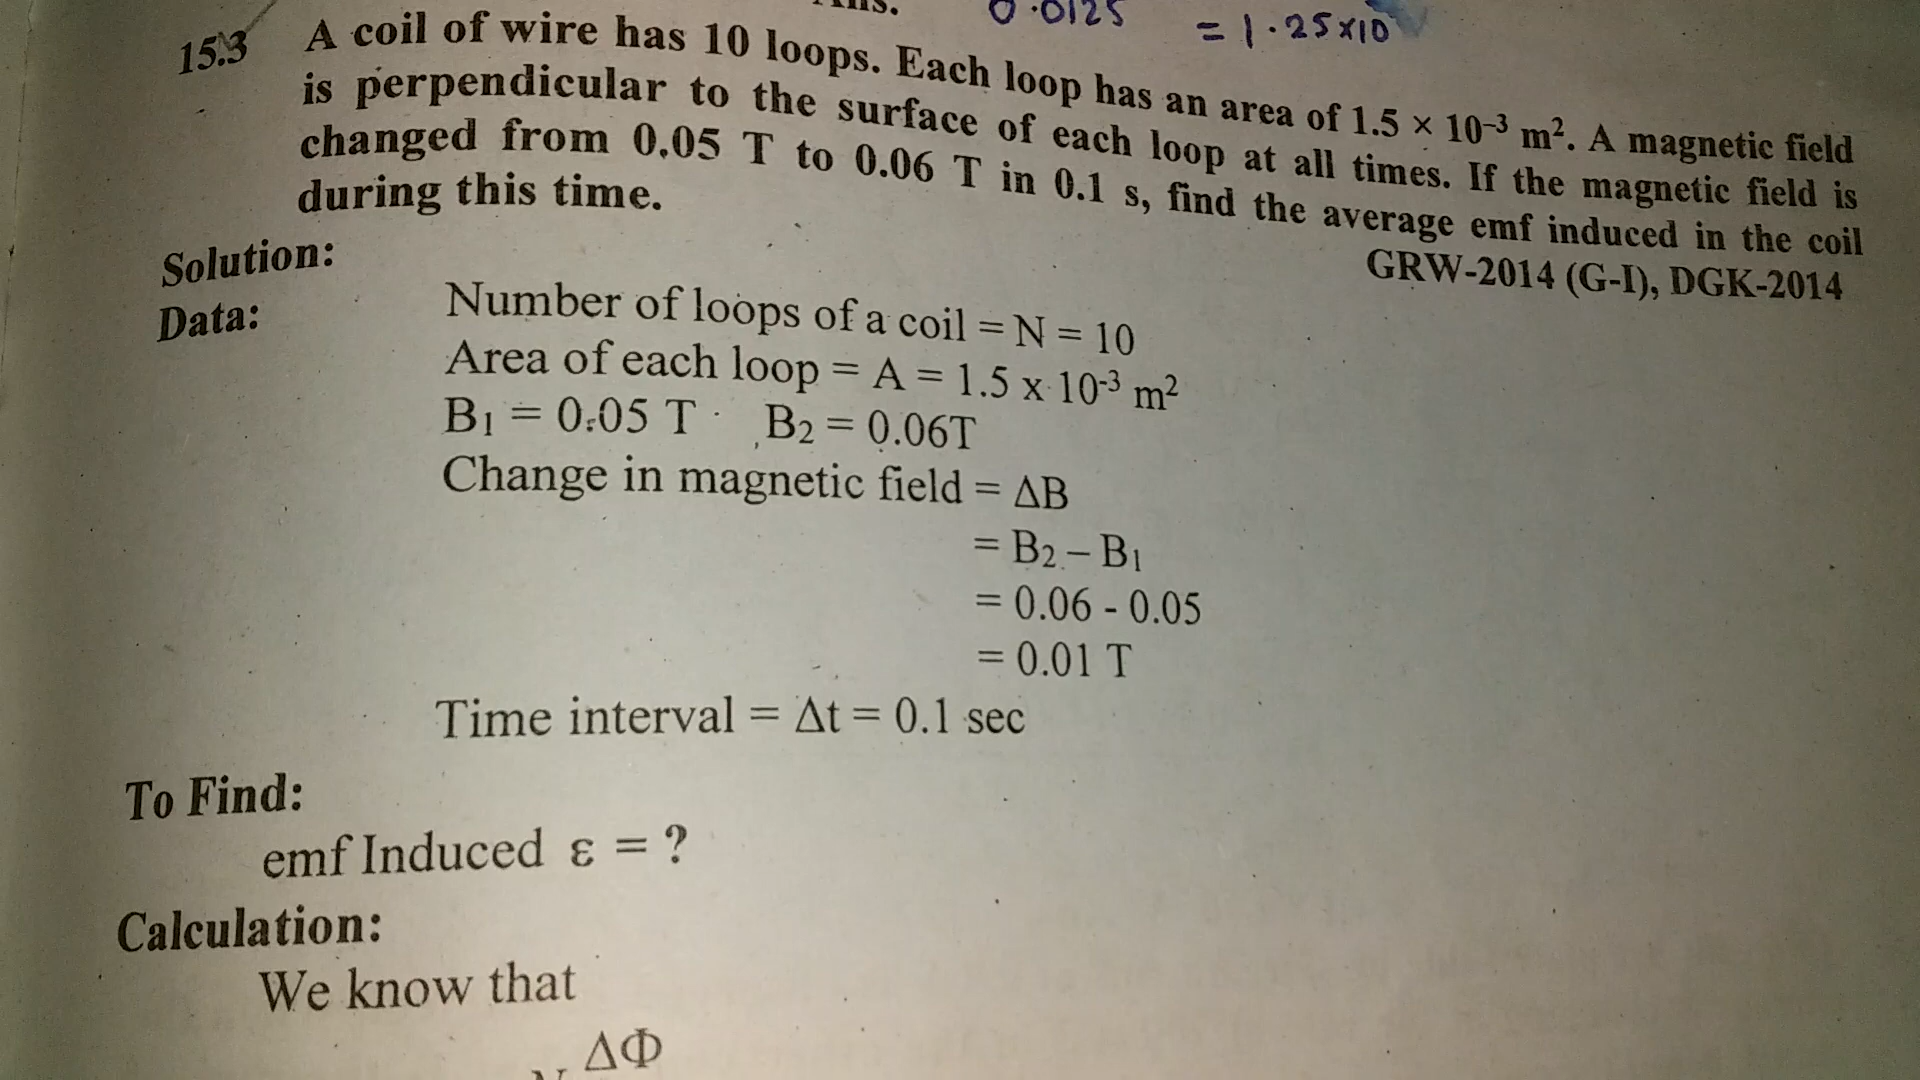 0.0125 = 1.25x10
15.3 A coil of wire has 10 loops. Each loop has an area of 1.5 × 10⁻³ m². A magnetic field
is perpendicular to the surface of each loop at all times. If the magnetic field is
changed from 0.05 T to 0.06 T in 0.1 s, find the average emf induced in the coil
during this time.
GRW-2014 (G-I), DGK-2014
Solution:
Data:
Number of loops of a coil = N = 10
Area of each loop = A = 1.5 x 10⁻³ m²
B₁ = 0.05 T B₂ = 0.06T
Change in magnetic field = ΔB
= B₂ – B₁
= 0.06 - 0.05
= 0.01 T
Time interval = Δt = 0.1 sec
To Find:
emf Induced ε = ?
Calculation:
We know that
ΔΦ